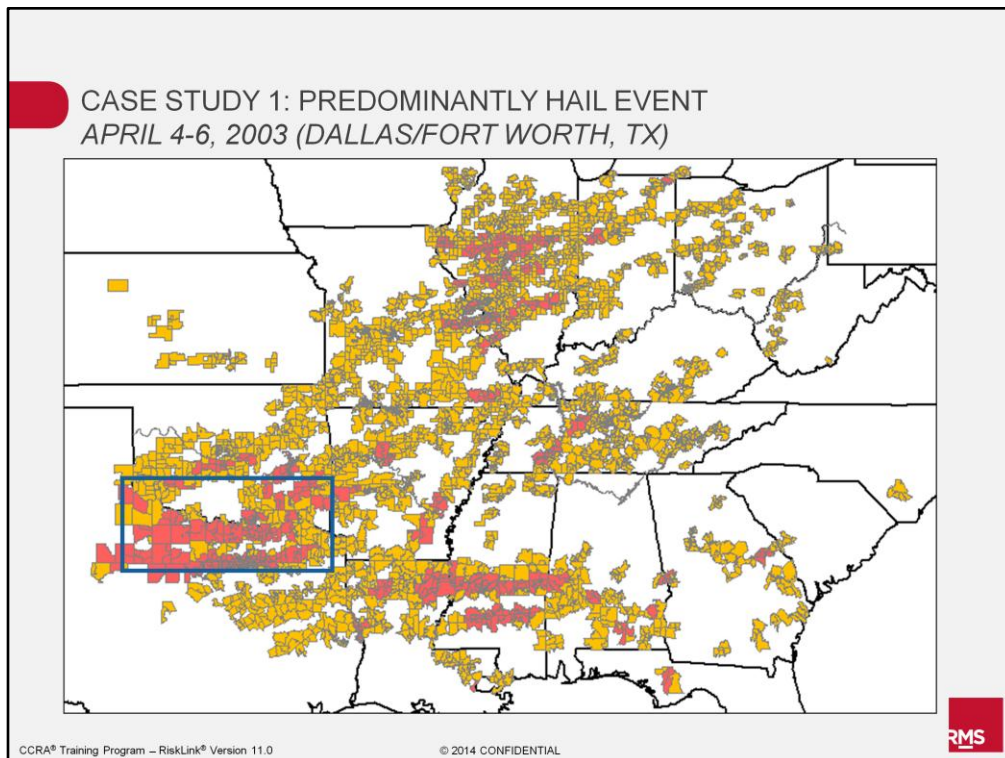 CASE STUDY 1: PREDOMINANTLY HAIL EVENT
APRIL 4-6, 2003 (DALLAS/FORT WORTH, TX)
CCRA® Training Program – RiskLink® Version 11.0
© 2014 CONFIDENTIAL
RMS